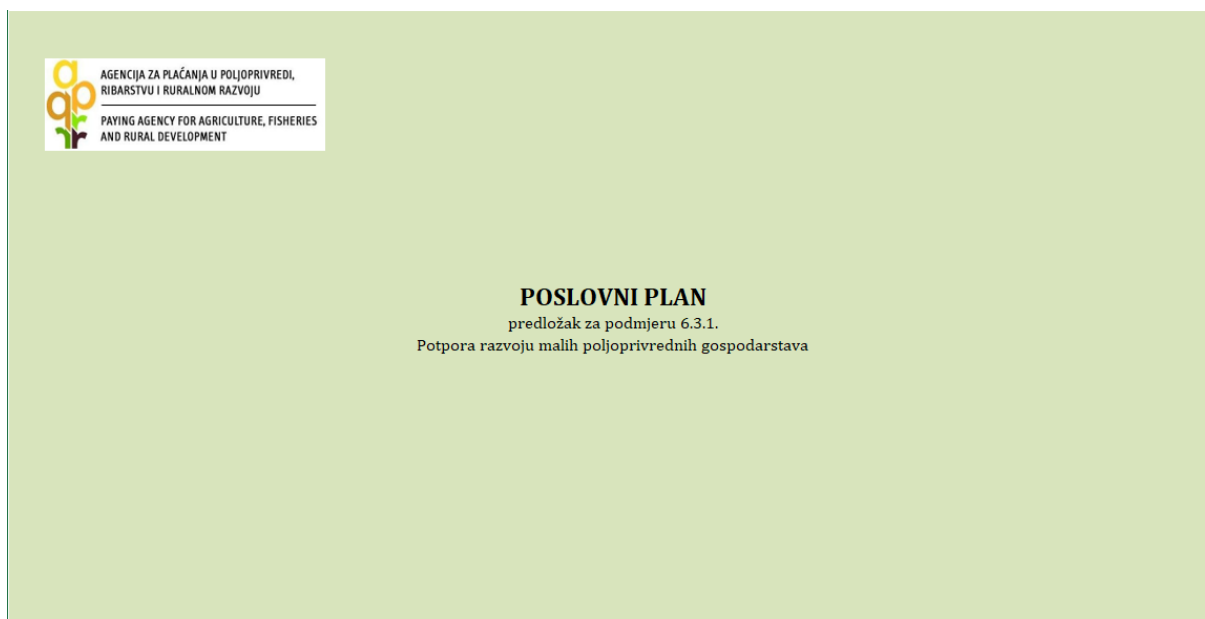 AGENCIJA ZA PLAĆANJA U POLJOPRIVREDI,
RIBARSTVU I RURALNOM RAZVOJU
PAYING AGENCY FOR AGRICULTURE, FISHERIES
AND RURAL DEVELOPMENT
POSLOVNI PLAN
predložak za podmjeru 6.3.1.
Potpora razvoju malih poljoprivrednih gospodarstava